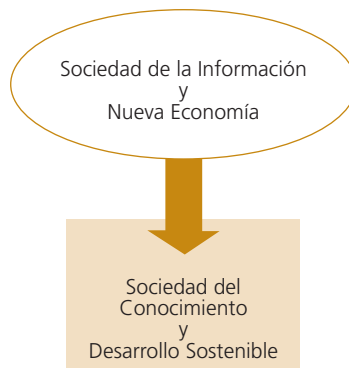 Sociedad de la Información
y
Nueva Economía
Sociedad del
Conocimiento
y
Desarrollo Sostenible